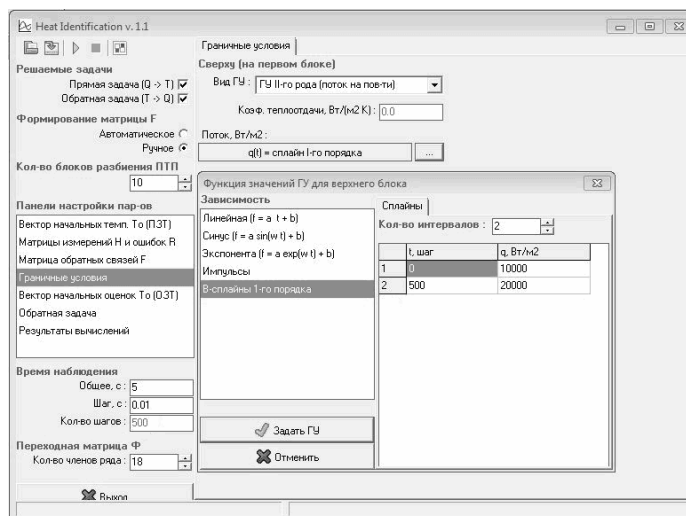 Heat Identification v. 1.1
Решаемые задачи
Прямая задача (Q -> T)
Обратная задача (T -> Q)
Формирование матрицы F
Автоматическое
Ручное
Кол-во блоков разбиения ПТП
10
Панели настройки пар-ов
Вектор начальных темп. То (ПЗТ)
Матрицы измерений Н и ошибок R
Матрица обратных связей F
Граничные условия
Вектор начальных оценок То (ОЗТ)
Обратная задача
Результаты вычислений
Время наблюдения
Общее, с : 5
Шаг, с : 0.01
Кол-во шагов : 500
Переходная матрица Ф
Кол-во членов ряда : 18
Выход
Граничные условия
Сверху (на первом блоке)
Вид ГУ : ГУ II-го рода (поток на пов-ти)
Коэф. теплоотдачи, Вт/(м2 К) : 0.0
Поток, Вт/м2 :
q(t) = сплайн I-го порядка ...
Функция значений ГУ для верхнего блока
Зависимость
Линейная (f = a t + b)
Синус (f = a sin(w t) + b)
Экспонента (f = a exp(w t) + b)
Импульсы
В-сплайны 1-го порядка
Задать ГУ
Отменить
Сплайны
Кол-во интервалов : 2
t, шаг q, Вт/м2
1 0 10000
2 500 20000